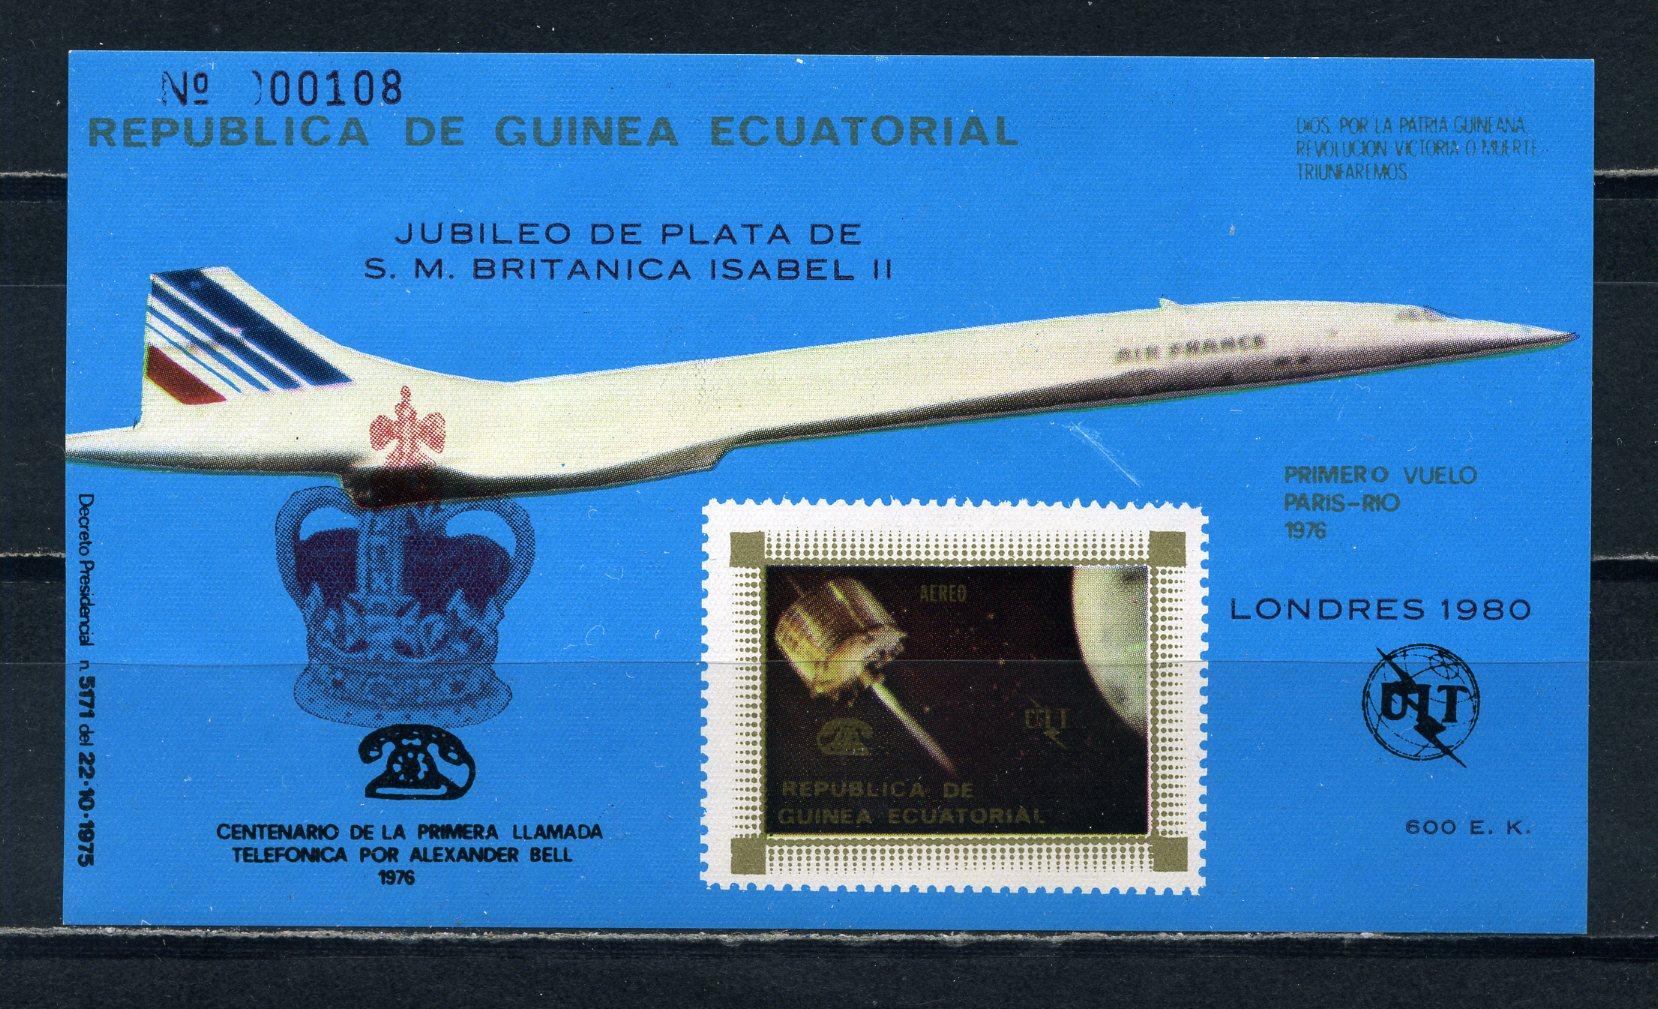 Nº 000108
REPUBLICA DE GUINEA ECUATORIAL
DIOS POR LA PATRIA GUINEANA
REVOLUCION VICTORIA O MUERTE
TRIUNFAREMOS
JUBILEO DE PLATA DE
S. M. BRITANICA ISABEL II
AIR FRANCE
PRIMERO VUELO
PARIS-RIO
1976
Decreto Presidencial n. 5171 del 22-10-1975
AEREO
UIT
REPUBLICA DE
GUINEA ECUATORIAL
LONDRES 1980
UIT
600 E. K.
CENTENARIO DE LA PRIMERA LLAMADA
TELEFONICA POR ALEXANDER BELL
1976